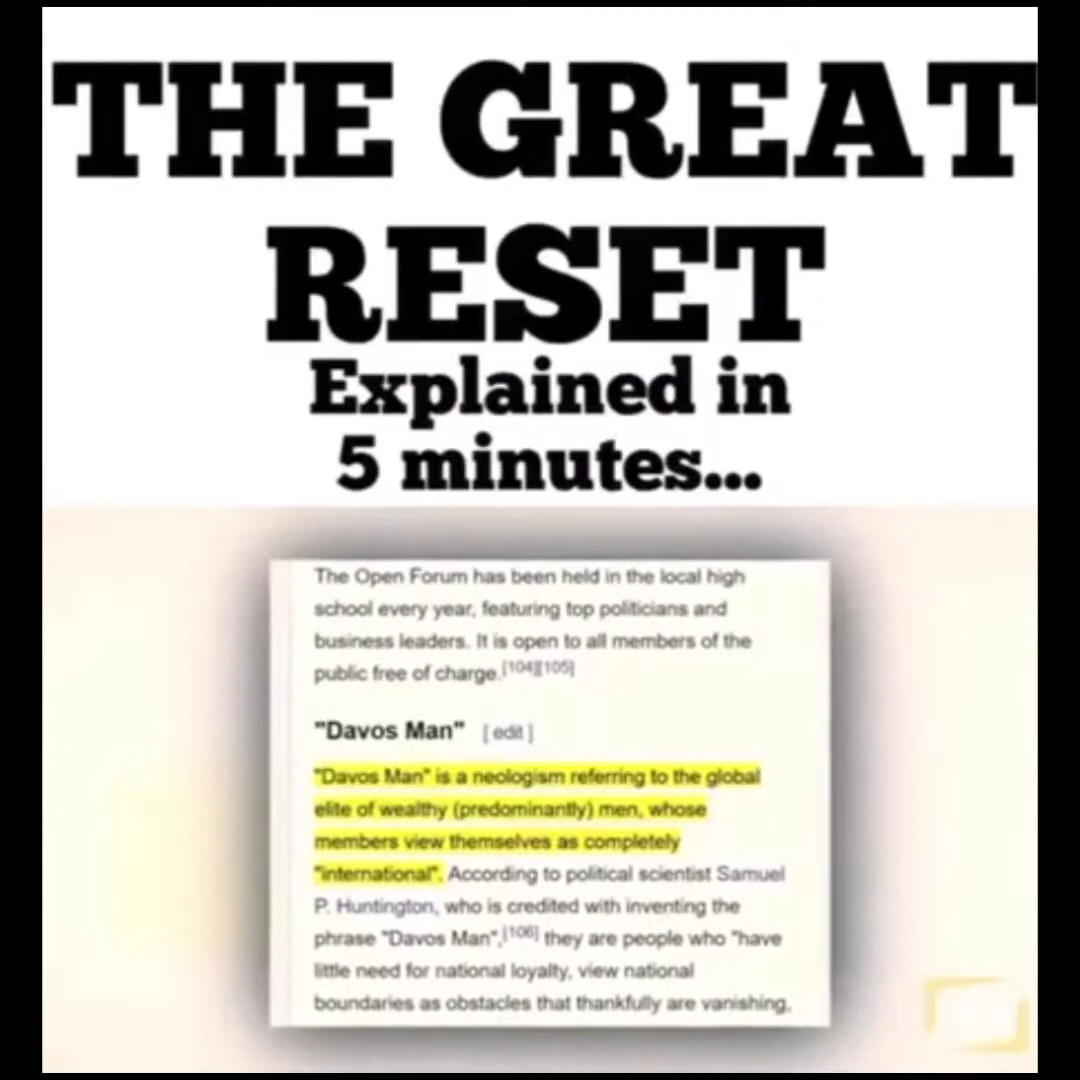 THE GREAT
RESET
Explained in
5 minutes...
The Open Forum has been held in the local high
school every year, featuring top politicians and
business leaders. It is open to all members of the
public free of charge.[104][105]
"Davos Man" [ edit ]
"Davos Man" is a neologism referring to the global
elite of wealthy (predominantly) men, whose
members view themselves as completely
"international". According to political scientist Samuel
P. Huntington, who is credited with inventing the
phrase "Davos Man",[106] they are people who "have
little need for national loyalty, view national
boundaries as obstacles that thankfully are vanishing,